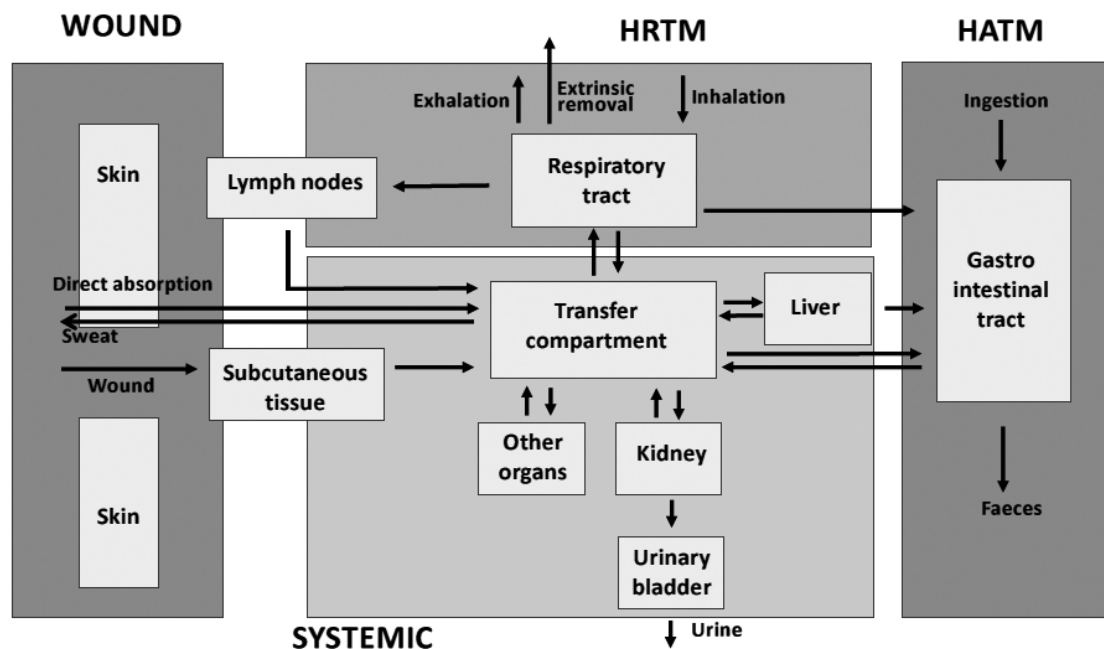 WOUND
HRTM
HATM
Exhalation
Extrinsic
removal
Inhalation
Ingestion
Skin
Lymph nodes
Respiratory
tract
Gastro
intestinal
tract
Direct absorption
Sweat
Transfer
compartment
Liver
Wound
Subcutaneous
tissue
Other
organs
Kidney
Skin
Faeces
Urinary
bladder
SYSTEMIC
Urine